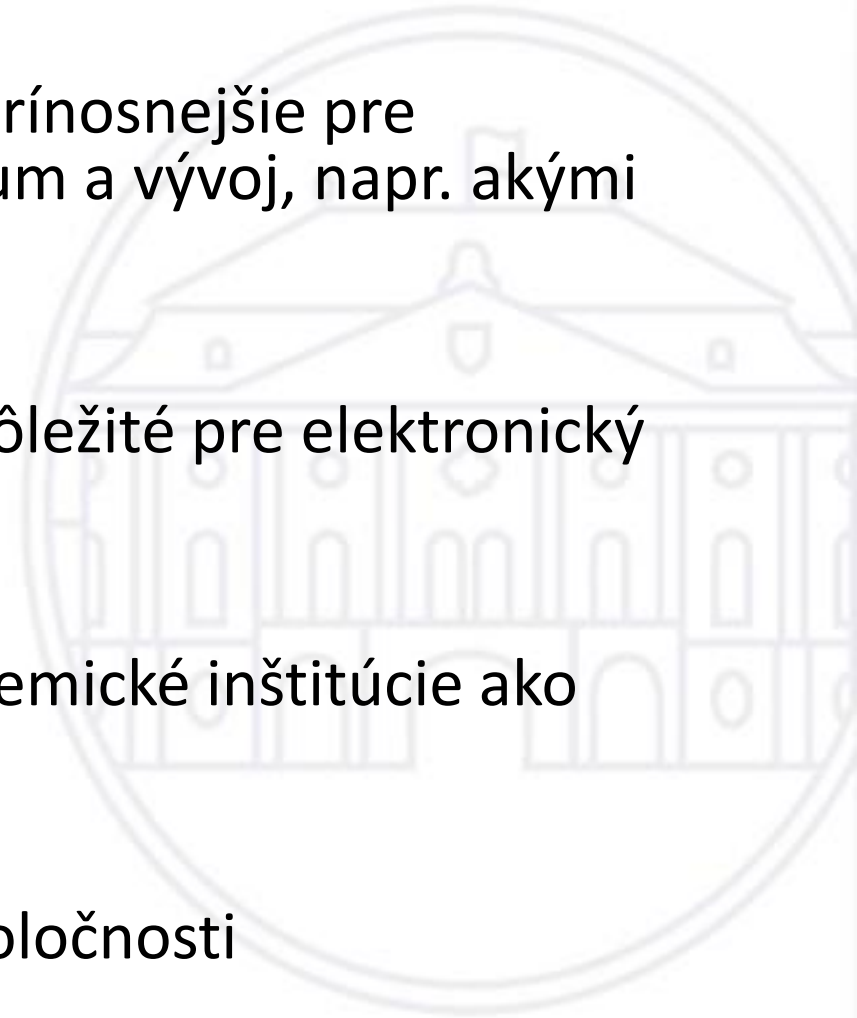 rínosnejšie pre
um a vývoj, napr. akými
ôležité pre elektronický
emické inštitúcie ako
oločnosti